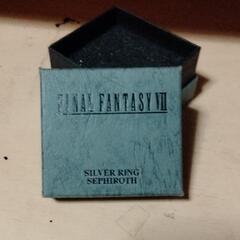 FINAL FANTASY VII
SILVER RING
SEPHIROTH